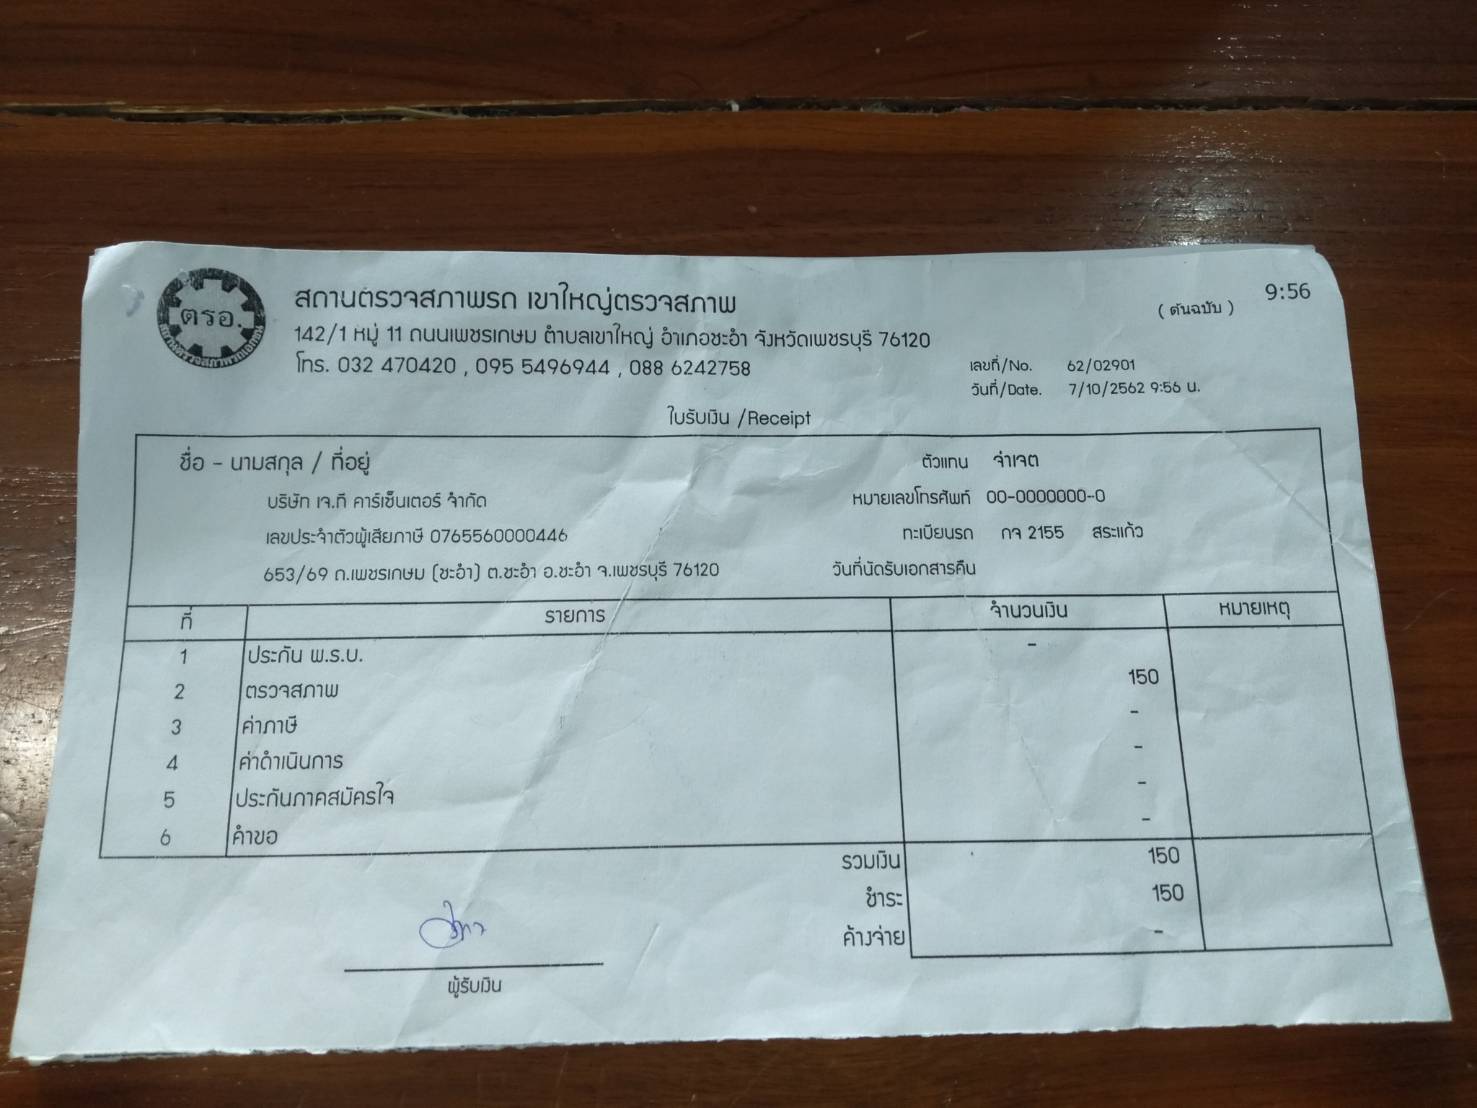 9:56
( ต้นฉบับ )
ตรอ.
สถานตรวจสภาพรถ เขาใหญ่ตรวจสภาพ
142/1 หมู่ 11 ถนนเพชรเกษม ตำบลเขาใหญ่ อำเภอชะอำ จังหวัดเพชรบุรี 76120
โทร. 032 470420 , 095 5496944 , 088 6242758
เลขที่/No. 62/02901
วันที่/Date. 7/10/2562 9:56 น.
ใบรับเงิน /Receipt
ชื่อ - นามสกุล / ที่อยู่ ตัวแทน จ่าเจต
บริษัท เจ.ที คาร์เซ็นเตอร์ จำกัด หมายเลขโทรศัพท์ 00-0000000-0
เลขประจำตัวผู้เสียภาษี 0765560000446 ทะเบียนรถ กจ 2155 สระแก้ว
653/69 ถ.เพชรเกษม (ชะอำ) ต.ชะอำ อ.ชะอำ จ.เพชรบุรี 76120 วันที่นัดรับเอกสารคืน
ที่ รายการ จำนวนเงิน หมายเหตุ
1 ประกัน พ.ร.บ. -
2 ตรวจสภาพ 150
3 ค่าภาษี -
4 ค่าดำเนินการ -
5 ประกันภาคสมัครใจ -
6 คำขอ -
รวมเงิน 150
ชำระ 150
ค้างจ่าย -
ผู้รับเงิน